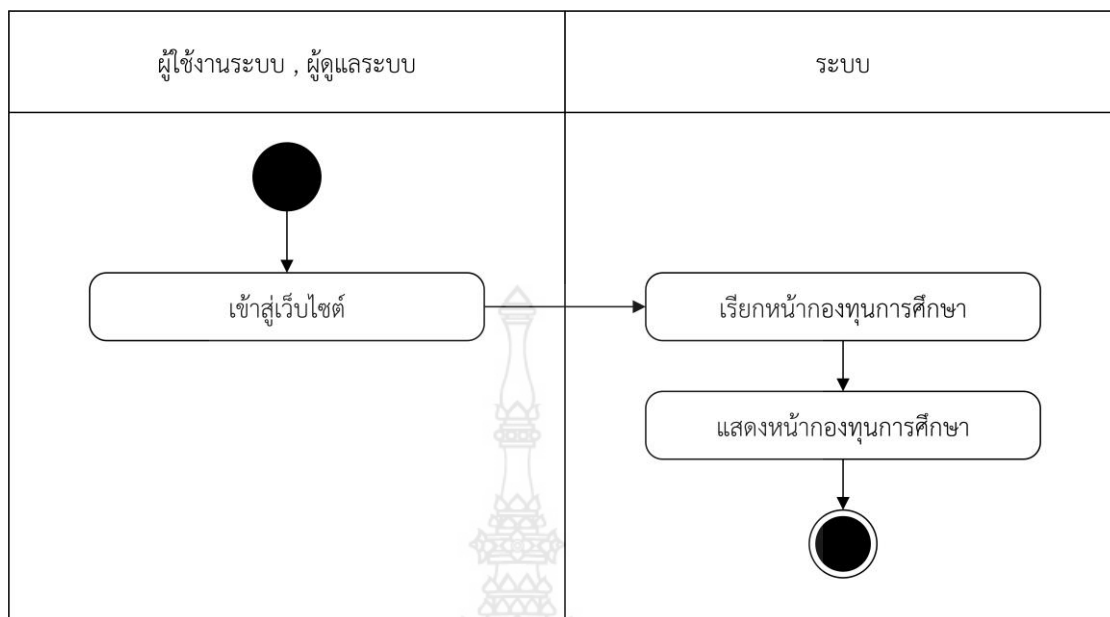 ผู้ใช้งานระบบ , ผู้ดูแลระบบ
ระบบ
เข้าสู่เว็บไซต์
เรียกหน้ากองทุนการศึกษา
แสดงหน้ากองทุนการศึกษา